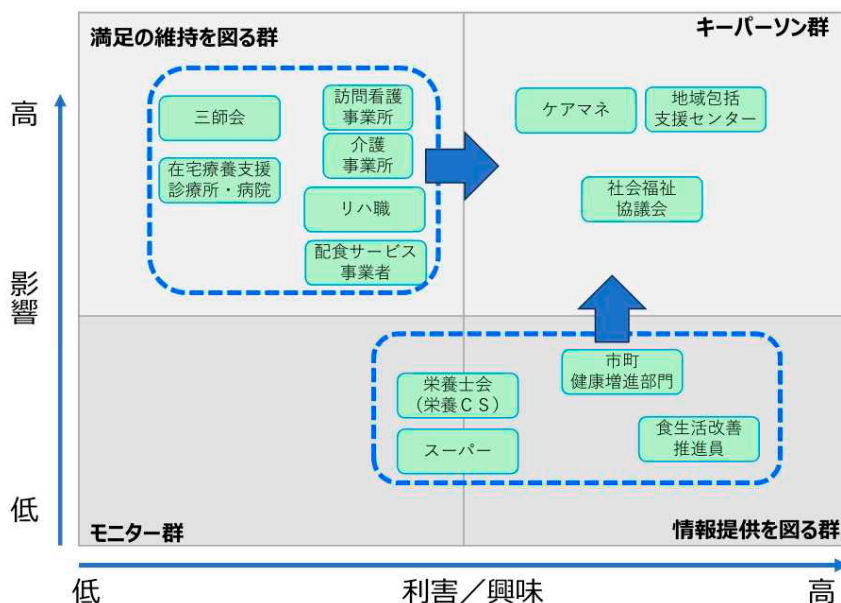 満足の維持を図る群
キーパーソン群
高
三師会
訪問看護
事業所
ケアマネ
地域包括
支援センター
介護
事業所
在宅療養支援
診療所・病院
リハ職
社会福祉
協議会
配食サービス
事業者
影響
市町
健康増進部門
栄養士会
（栄養ＣＳ）
食生活改善
推進員
スーパー
低
モニター群
情報提供を図る群
低
利害／興味
高